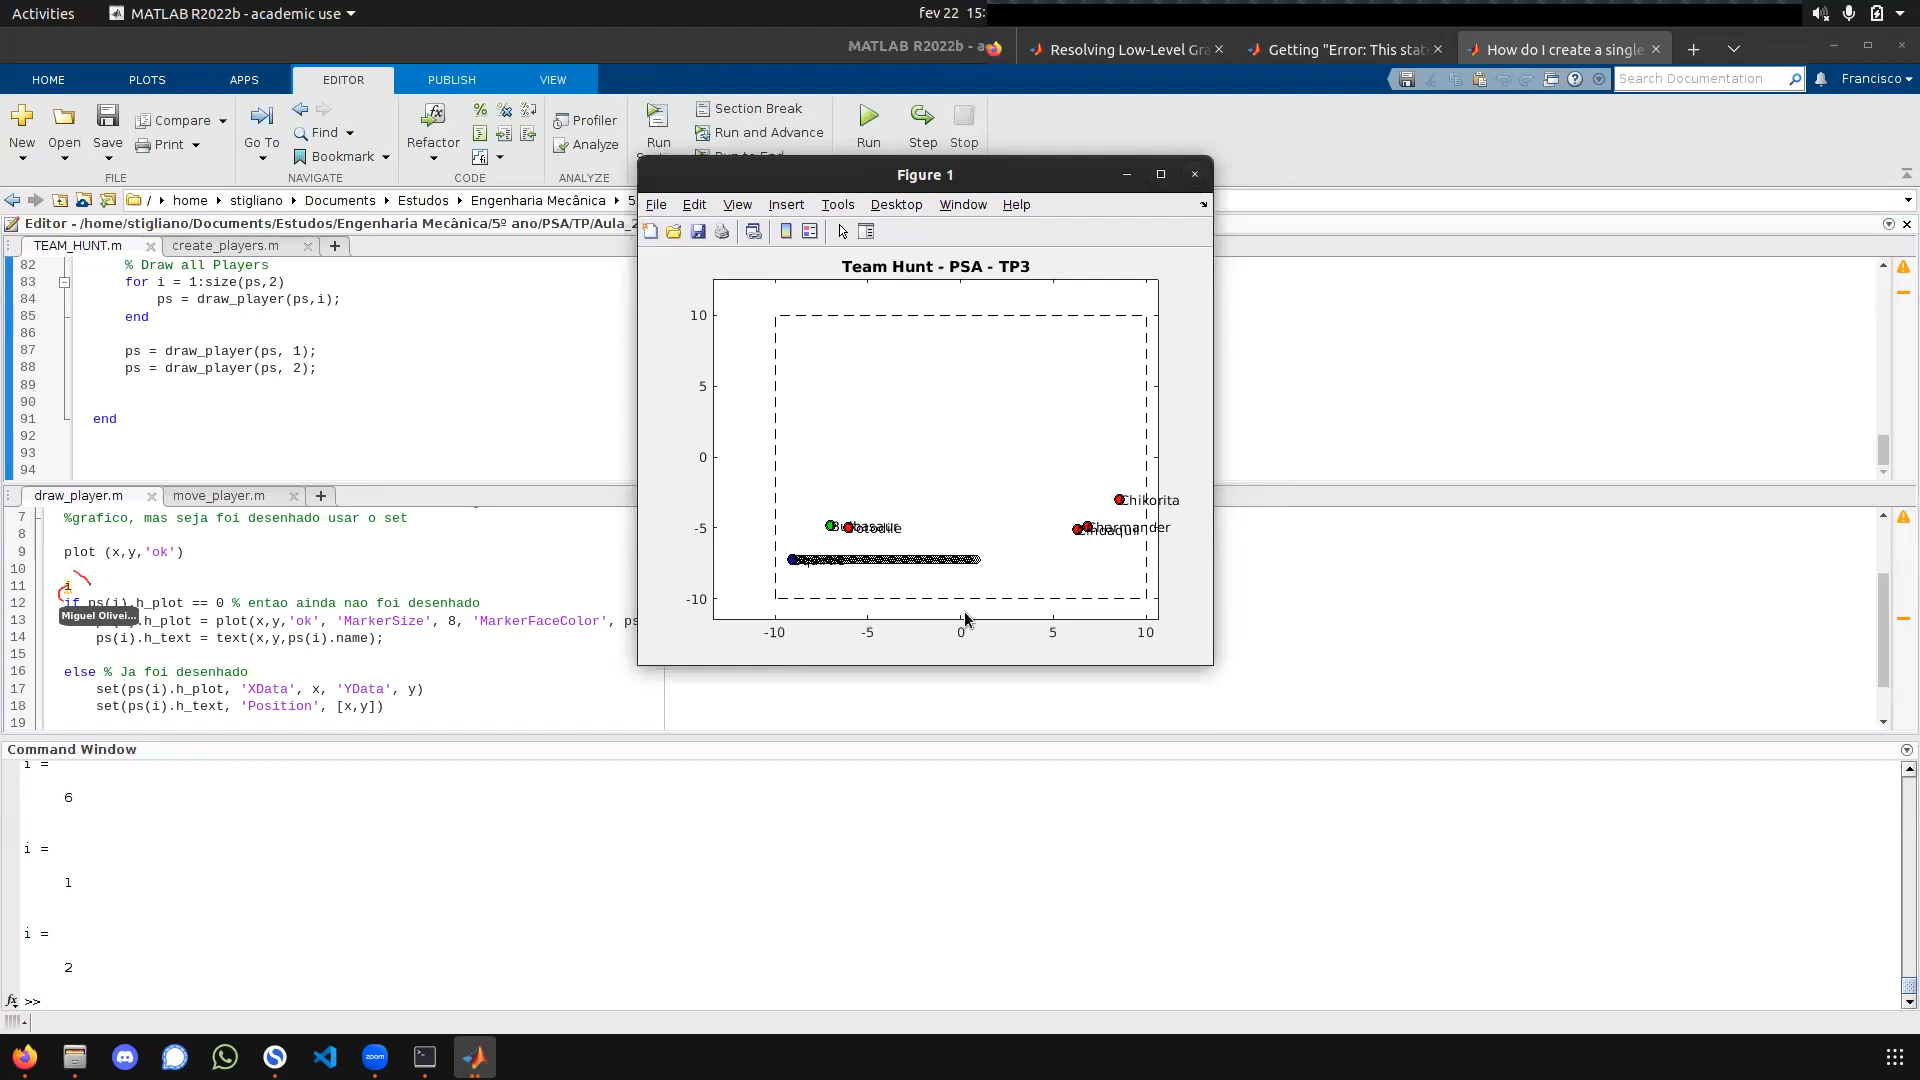 Activities
MATLAB R2022b - academic use
fev 22 15:
MATLAB R2022b - a
Resolving Low-Level Gra
Getting "Error: This state
How do I create a single
HOME
PLOTS
APPS
EDITOR
PUBLISH
VIEW
Search Documentation
Francisco
New
Open
Save
Compare
Print
Go To
Find
Bookmark
Refactor
Profiler
Analyze
Run
Section Break
Run and Advance
Run to End
Run
Step
Stop
FILE
NAVIGATE
CODE
ANALYZE
/ home stigliano Documents Estudos Engenharia Mecânica 5
Editor - /home/stigliano/Documents/Estudos/Engenharia Mecânica/5º ano/PSA/TP/Aula_2
TEAM_HUNT.m
create_players.m
82 % Draw all Players
83 for i = 1:size(ps,2)
84 ps = draw_player(ps,i);
85 end
86
87 ps = draw_player(ps, 1);
88 ps = draw_player(ps, 2);
89
90
91 end
92
93
94
draw_player.m
move_player.m
7 %grafico, mas seja foi desenhado usar o set
8
9 plot (x,y,'ok')
10
11 i
12 if ps(i).h_plot == 0 % entao ainda nao foi desenhado
Miguel Olivei...
13 .h_plot = plot(x,y,'ok', 'MarkerSize', 8, 'MarkerFaceColor', ps
14 ps(i).h_text = text(x,y,ps(i).name);
15
16 else % Ja foi desenhado
17 set(ps(i).h_plot, 'XData', x, 'YData', y)
18 set(ps(i).h_text, 'Position', [x,y])
19
Figure 1
File
Edit
View
Insert
Tools
Desktop
Window
Help
Team Hunt - PSA - TP3
10
5
0
-5
-10
-10
-5
0
5
10
Chikorita
Charmander
Command Window
i =
6
i =
1
i =
2
fx >>
zoom